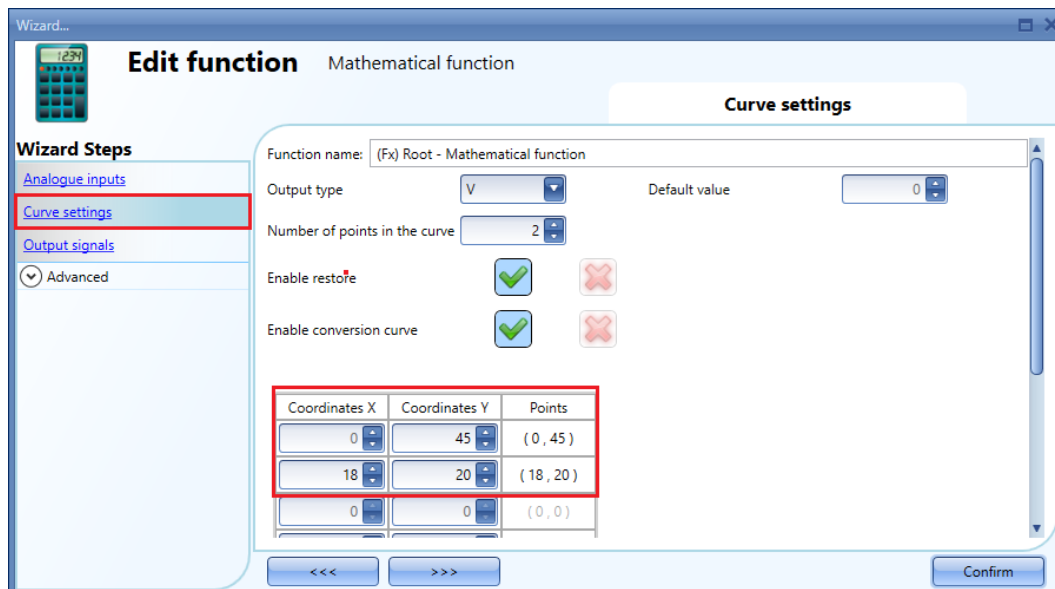 Wizard...
1234
Edit function Mathematical function
Curve settings
Wizard Steps
Analogue inputs
Curve settings
Output signals
Advanced
Function name: (Fx) Root - Mathematical function
Output type V Default value 0
Number of points in the curve 2
Enable restore
Enable conversion curve
Coordinates X Coordinates Y Points
0 45 ( 0 , 45 )
18 20 ( 18 , 20 )
0 0 ( 0 , 0 )
<<< >>> Confirm